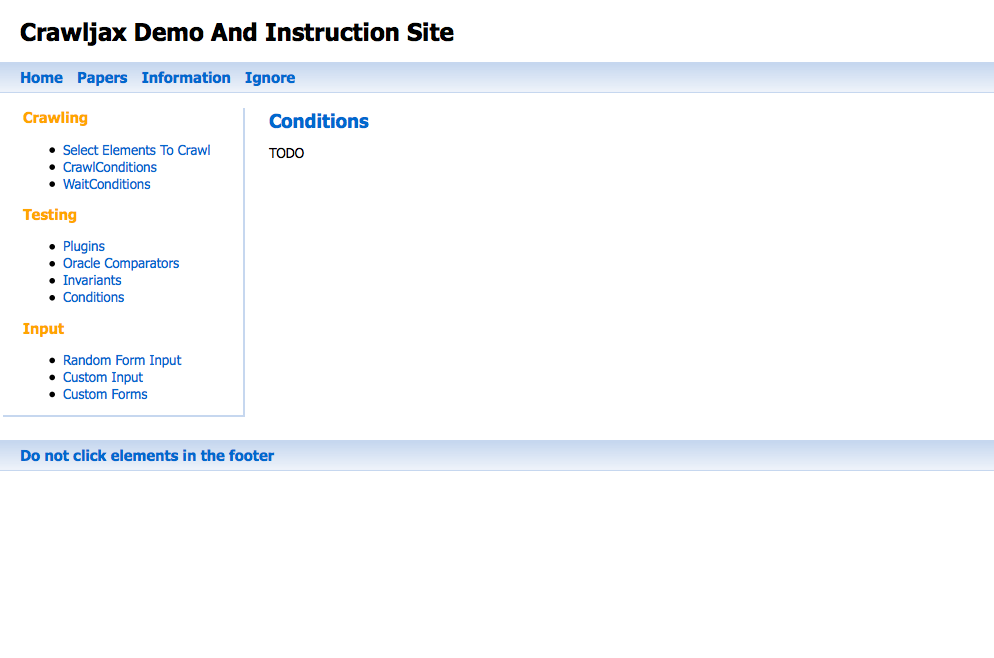 Crawljax Demo And Instruction Site
Home Papers Information Ignore
Crawling
Select Elements To Crawl
CrawlConditions
WaitConditions
Testing
Plugins
Oracle Comparators
Invariants
Conditions
Input
Random Form Input
Custom Input
Custom Forms
Conditions
TODO
Do not click elements in the footer